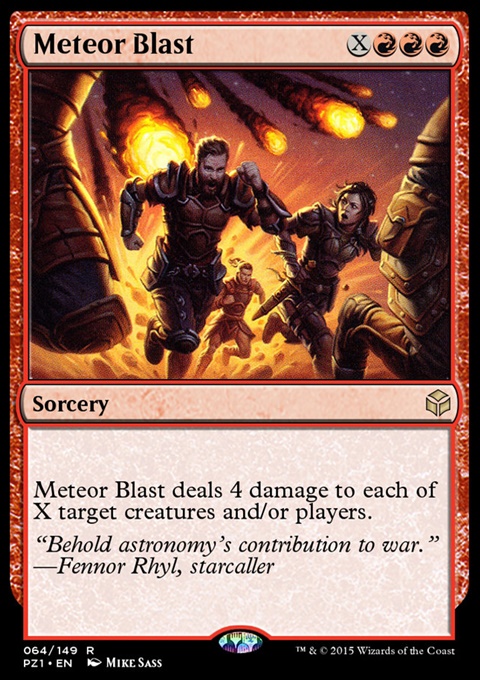 Meteor Blast X
Sorcery
Meteor Blast deals 4 damage to each of
X target creatures and/or players.
“Behold astronomy’s contribution to war.”
—Fennor Rhyl, starcaller
064/149 R
PZ1 • EN Mike Sass
™ & © 2015 Wizards of the Coast